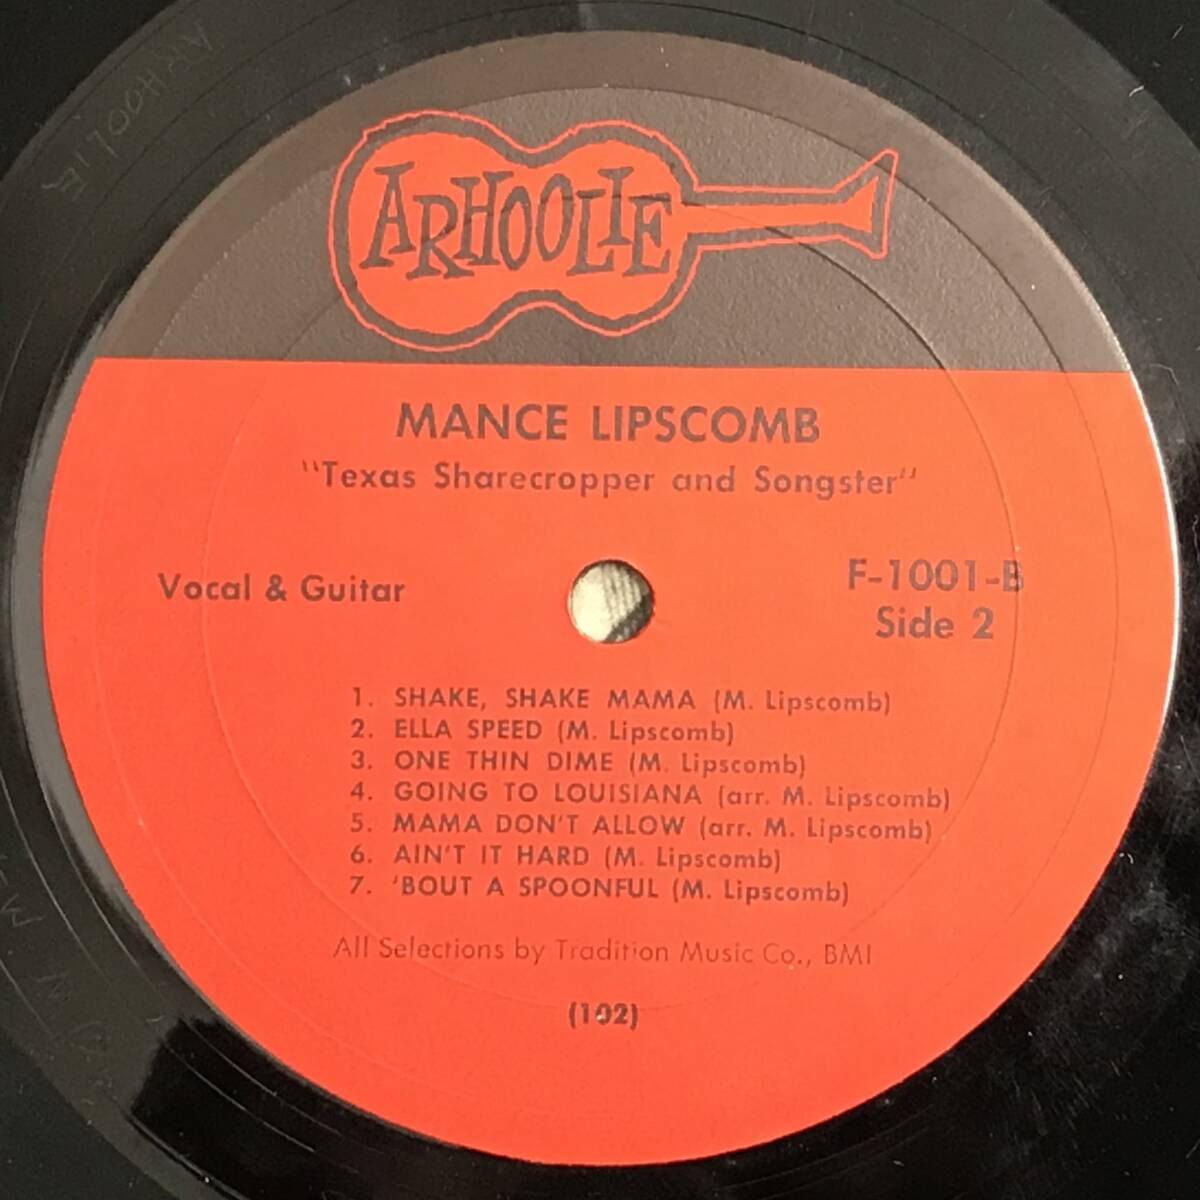 ARHOOLIE
MANCE LIPSCOMB
"Texas Sharecropper and Songster"
Vocal & Guitar
F-1001-B
Side 2
1. SHAKE, SHAKE MAMA (M. Lipscomb)
2. ELLA SPEED (M. Lipscomb)
3. ONE THIN DIME (M. Lipscomb)
4. GOING TO LOUISIANA (arr. M. Lipscomb)
5. MAMA DON'T ALLOW (arr. M. Lipscomb)
6. AIN'T IT HARD (M. Lipscomb)
7. 'BOUT A SPOONFUL (M. Lipscomb)
All Selections by Tradition Music Co., BMI
(102)
ARHOOLIE